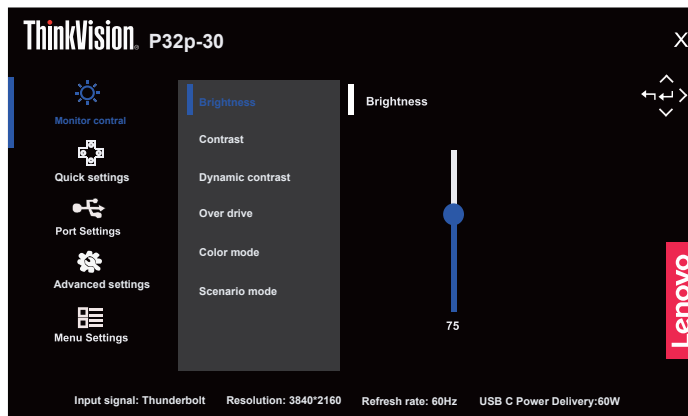 ThinkVision® P32p-30
X
Monitor contral
Quick settings
Port Settings
Advanced settings
Menu Settings
Brightness
Contrast
Dynamic contrast
Over drive
Color mode
Scenario mode
Brightness
75
Lenovo
Input signal: Thunderbolt Resolution: 3840*2160 Refresh rate: 60Hz USB C Power Delivery:60W